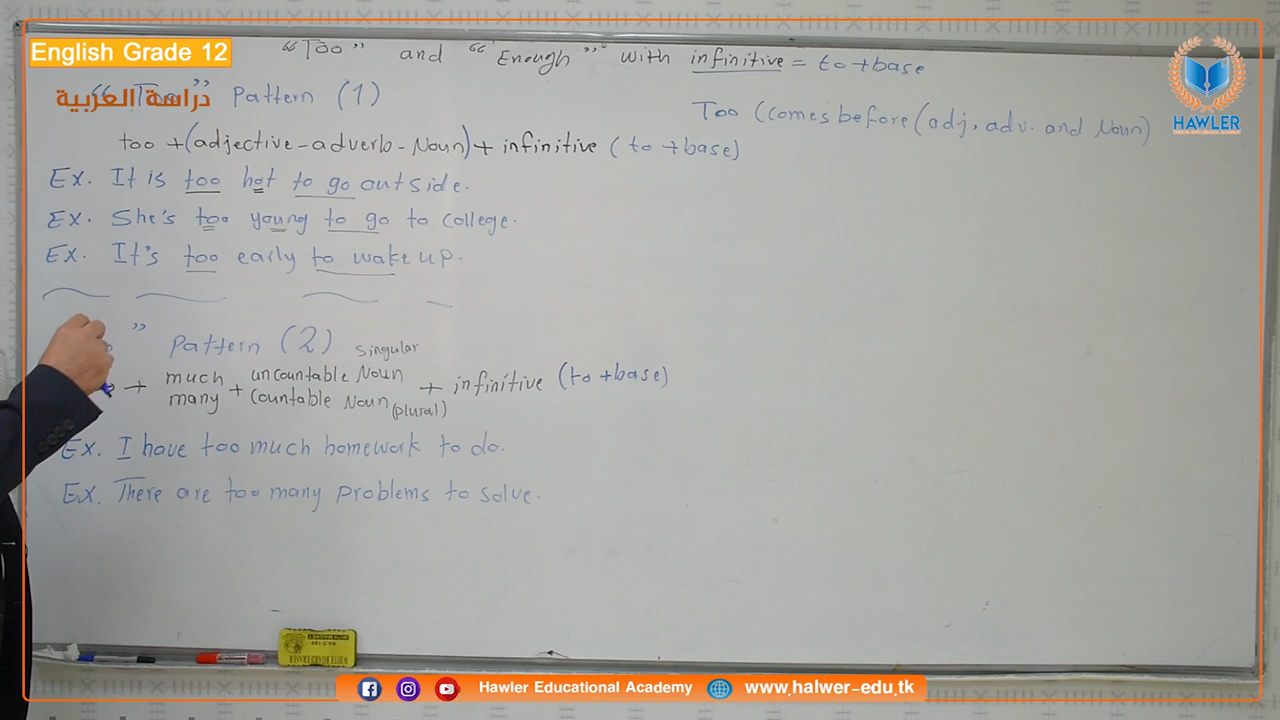 English Grade 12
"Too" and "Enough" with infinitive = to + base
دراسة العربية
Pattern (1)
Too (comes before (adj, adv. and Noun)
HAWLER
too + (adjective - adverb - Noun) + infinitive (to + base)
Ex. It is too hot to go outside.
Ex. She's too young to go to college.
Ex. It's too early to wake up.
" Pattern (2)
singular
+ much + uncountable Noun + infinitive (to + base)
many countable Noun (plural)
Ex. I have too much homework to do.
Ex. There are too many problems to solve.
Hawler Educational Academy
www.halwer-edu.tk